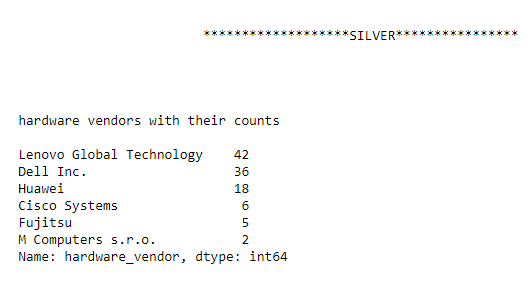 *******************SILVER****************
hardware vendors with their counts
Lenovo Global Technology    42
Dell Inc.                   36
Huawei                      18
Cisco Systems                6
Fujitsu                      5
M Computers s.r.o.           2
Name: hardware_vendor, dtype: int64